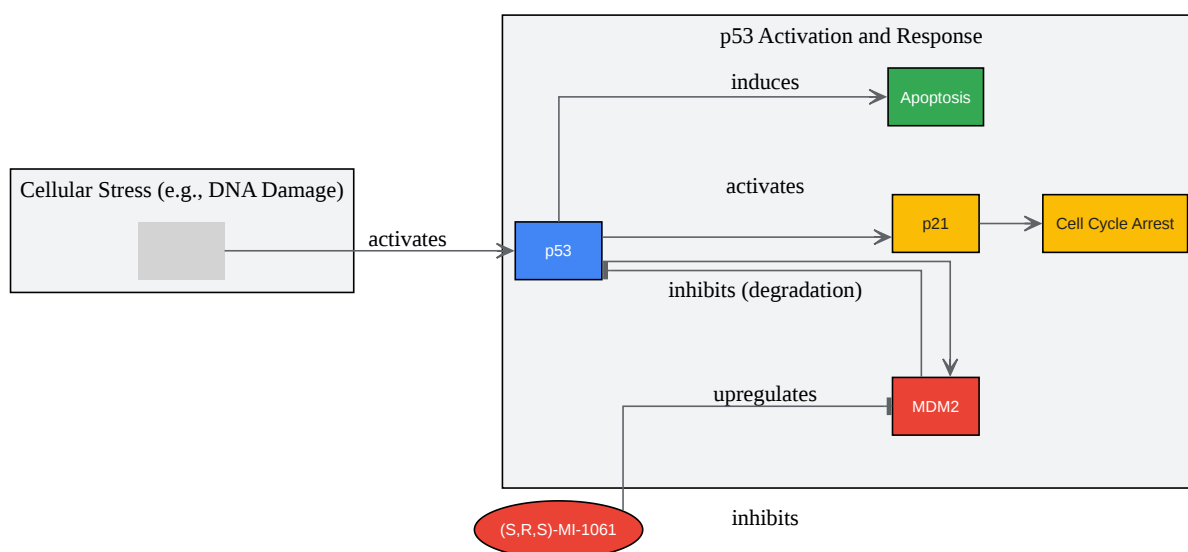 p53 Activation and Response
induces
Apoptosis
Cellular Stress (e.g., DNA Damage)
activates
activates
p53
p21
Cell Cycle Arrest
inhibits (degradation)
upregulates
MDM2
(S,R,S)-MI-1061
inhibits